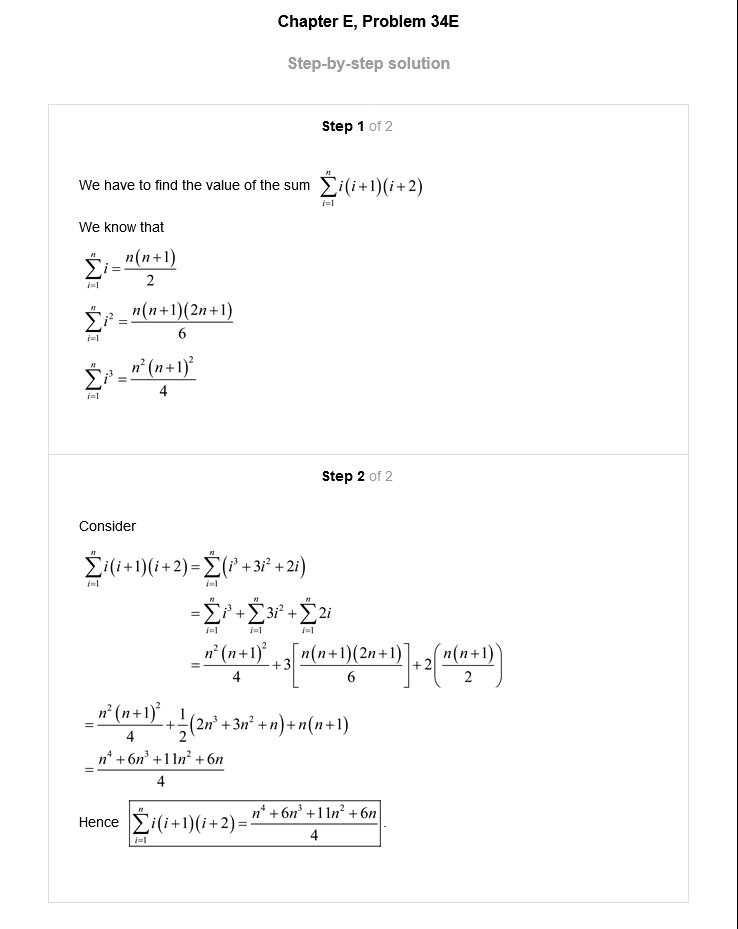 Chapter E, Problem 34E
Step-by-step solution
Step 1 of 2
We have to find the value of the sum \sum_{i=1}^{n} i(i+1)(i+2)
We know that
\sum_{i=1}^{n} i = \frac{n(n+1)}{2}
\sum_{i=1}^{n} i^2 = \frac{n(n+1)(2n+1)}{6}
\sum_{i=1}^{n} i^3 = \frac{n^2(n+1)^2}{4}
Step 2 of 2
Consider
\sum_{i=1}^{n} i(i+1)(i+2) = \sum_{i=1}^{n} (i^3+3i^2+2i)
= \sum_{i=1}^{n} i^3 + \sum_{i=1}^{n} 3i^2 + \sum_{i=1}^{n} 2i
= \frac{n^2(n+1)^2}{4} + 3\left[\frac{n(n+1)(2n+1)}{6}\right] + 2\left(\frac{n(n+1)}{2}\right)
= \frac{n^2(n+1)^2}{4} + \frac{1}{2}(2n^3+3n^2+n) + n(n+1)
= \frac{n^4+6n^3+11n^2+6n}{4}
Hence \sum_{i=1}^{n} i(i+1)(i+2) = \frac{n^4+6n^3+11n^2+6n}{4}.